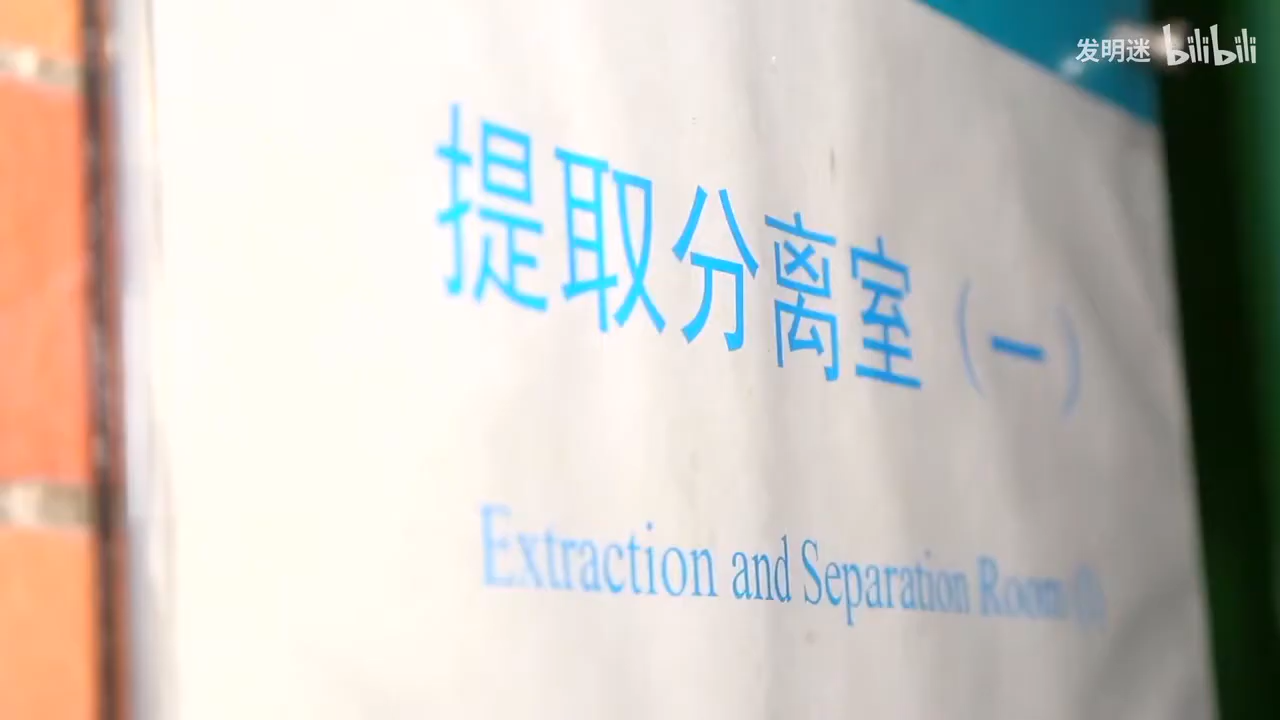 发明迷 bilibili
提取分离室（一）
Extraction and Separation Room (I)